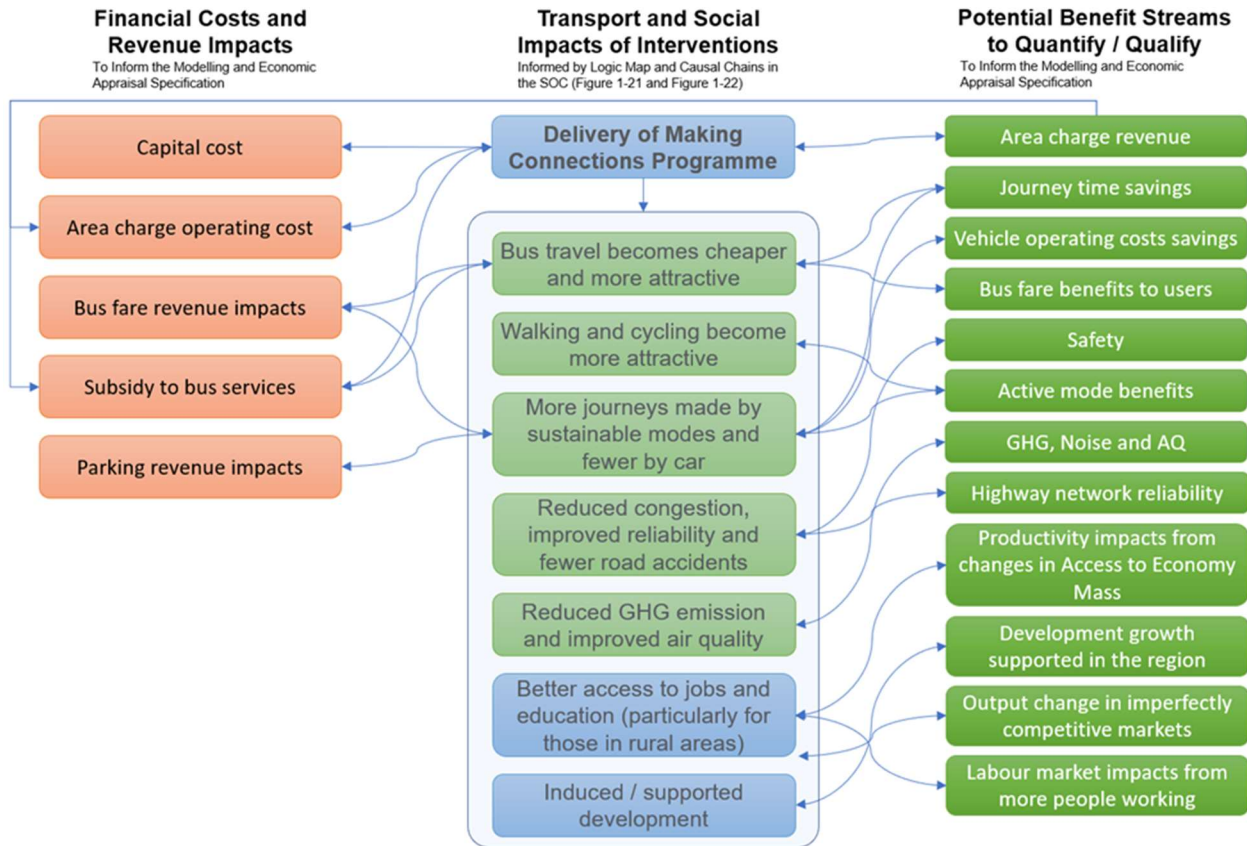 Financial Costs and
Revenue Impacts
To Inform the Modelling and Economic
Appraisal Specification
Capital cost
Area charge operating cost
Bus fare revenue impacts
Subsidy to bus services
Parking revenue impacts
Transport and Social
Impacts of Interventions
Informed by Logic Map and Causal Chains in
the SOC (Figure 1-21 and Figure 1-22)
Delivery of Making
Connections Programme
Bus travel becomes cheaper
and more attractive
Walking and cycling become
more attractive
More journeys made by
sustainable modes and
fewer by car
Reduced congestion,
improved reliability and
fewer road accidents
Reduced GHG emission
and improved air quality
Better access to jobs and
education (particularly for
those in rural areas)
Induced / supported
development
Potential Benefit Streams
to Quantify / Qualify
To Inform the Modelling and Economic
Appraisal Specification
Area charge revenue
Journey time savings
Vehicle operating costs savings
Bus fare benefits to users
Safety
Active mode benefits
GHG, Noise and AQ
Highway network reliability
Productivity impacts from
changes in Access to Economy
Mass
Development growth
supported in the region
Output change in imperfectly
competitive markets
Labour market impacts from
more people working